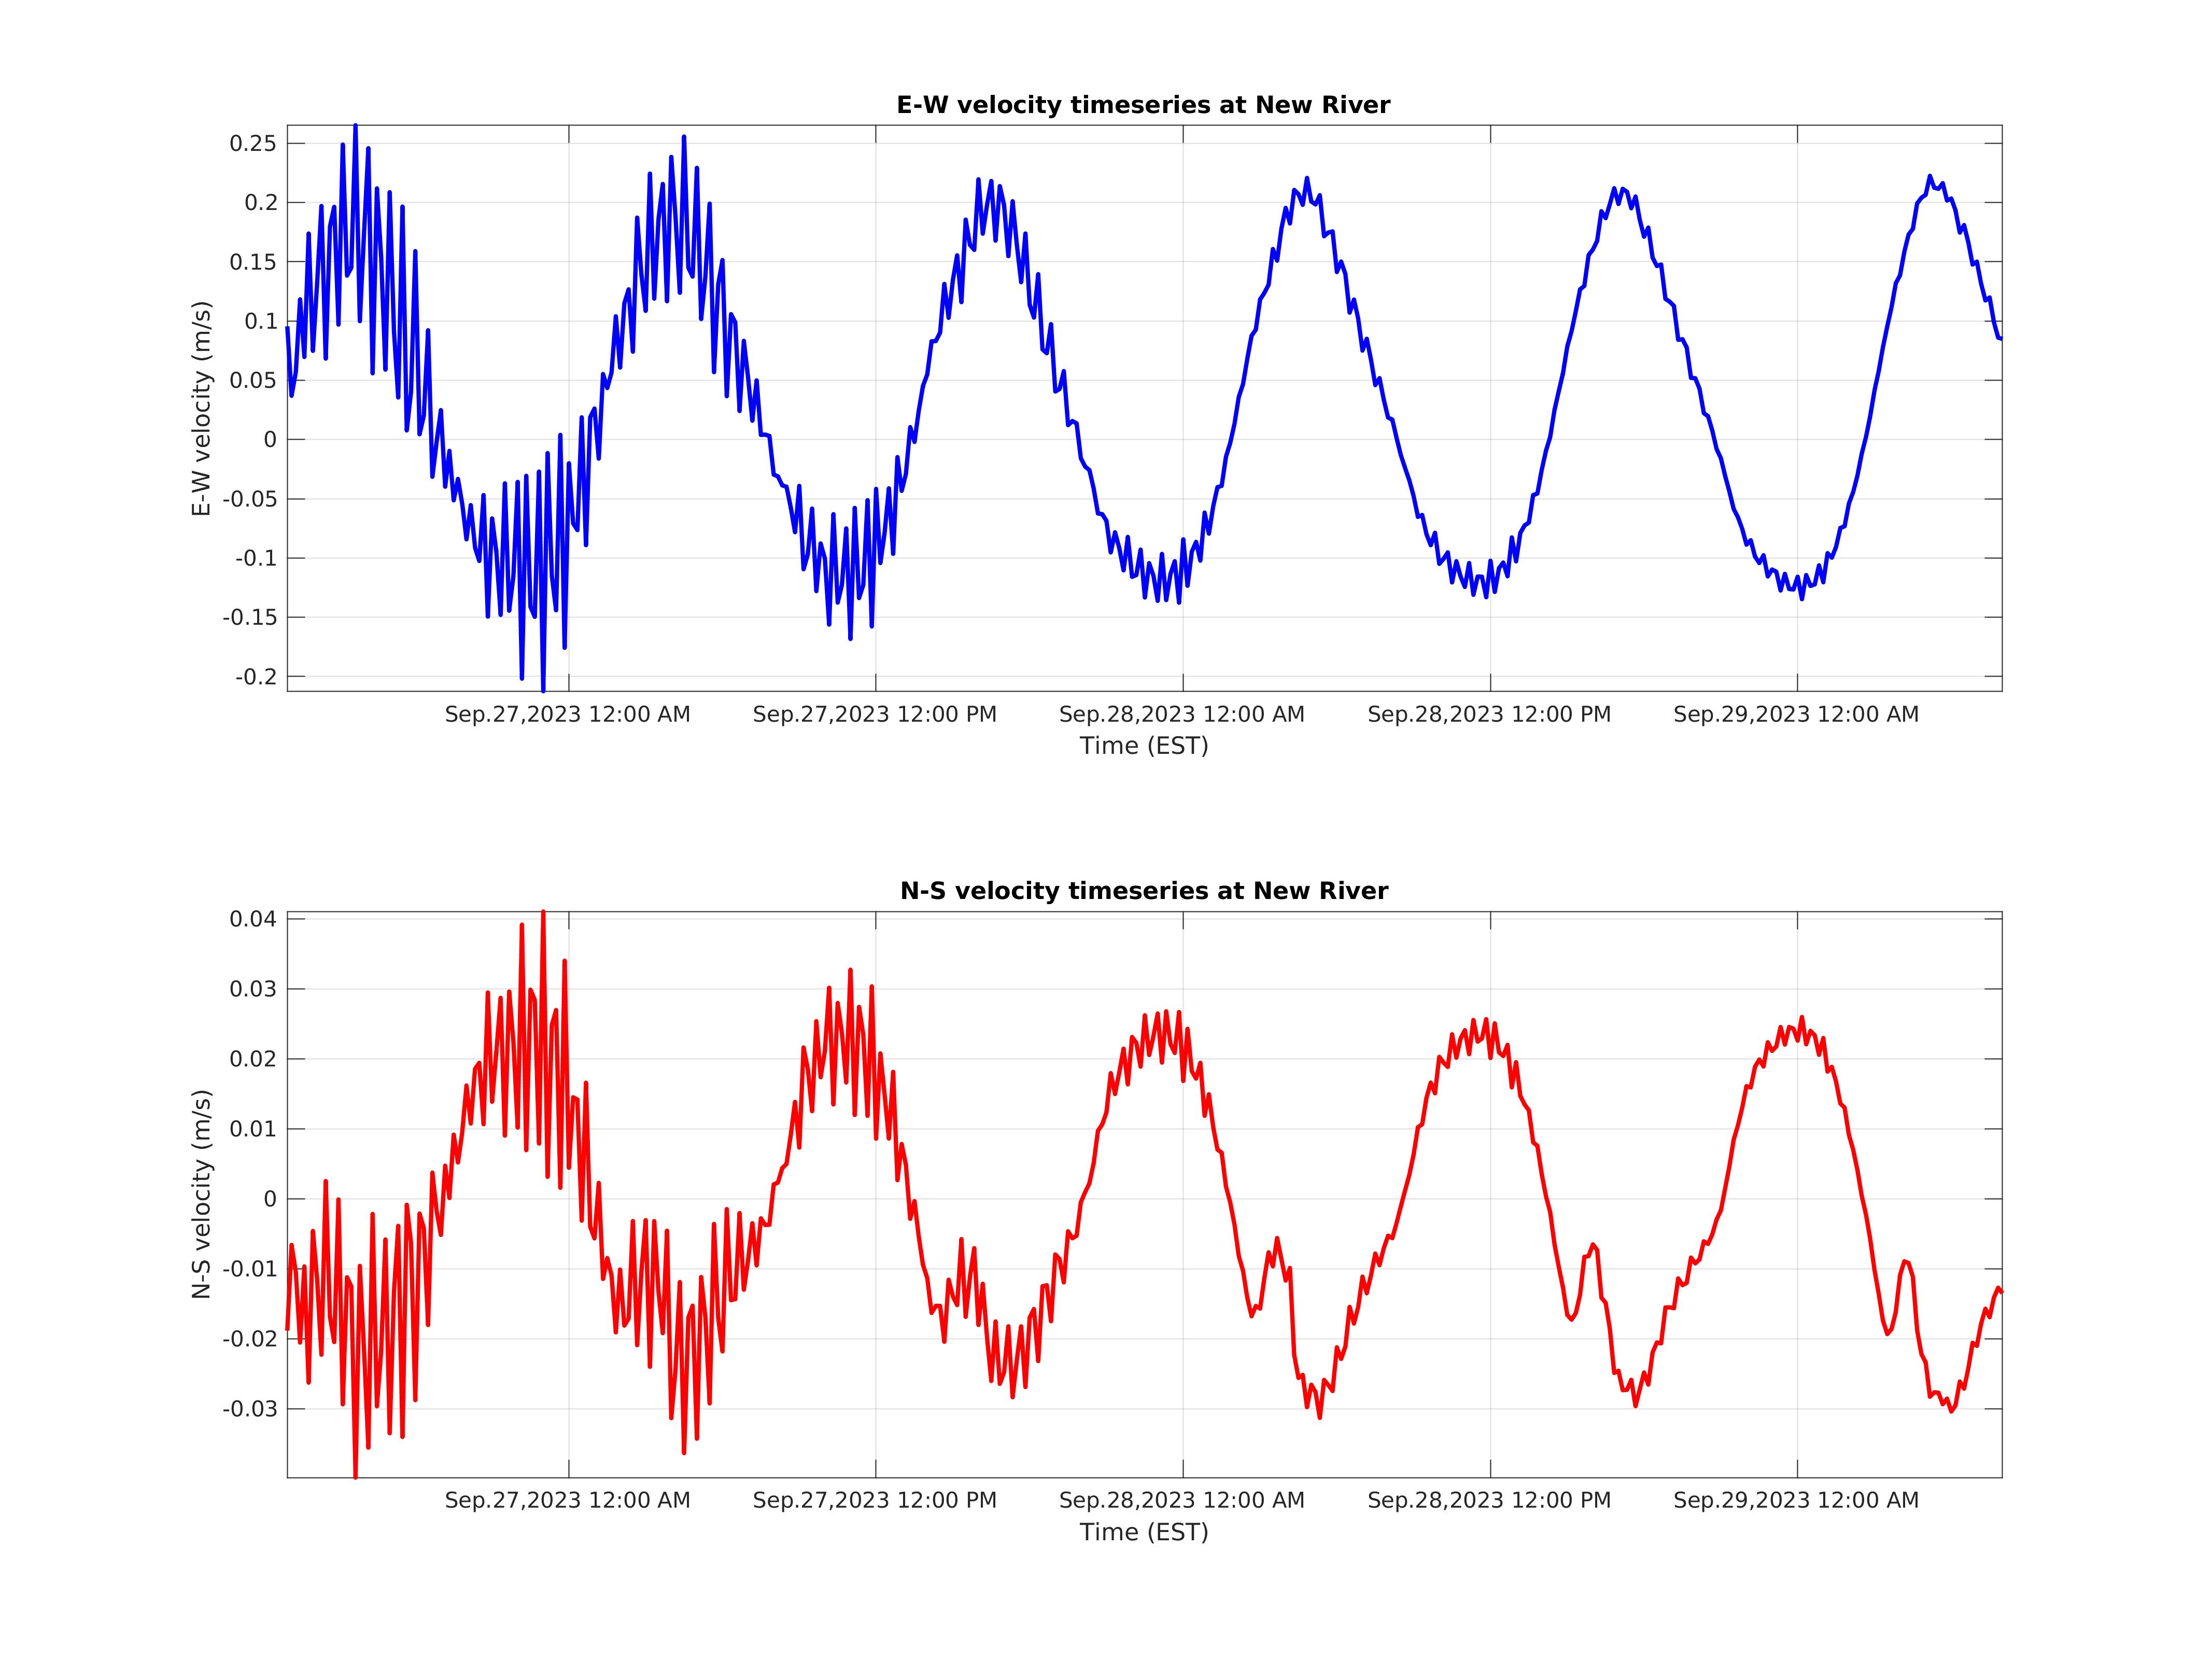 E-W velocity timeseries at New River
E-W velocity (m/s)
0.25
0.2
0.15
0.1
0.05
0
-0.05
-0.1
-0.15
-0.2
Sep.27,2023 12:00 AM Sep.27,2023 12:00 PM Sep.28,2023 12:00 AM Sep.28,2023 12:00 PM Sep.29,2023 12:00 AM
Time (EST)
N-S velocity timeseries at New River
N-S velocity (m/s)
0.04
0.03
0.02
0.01
0
-0.01
-0.02
-0.03
Sep.27,2023 12:00 AM Sep.27,2023 12:00 PM Sep.28,2023 12:00 AM Sep.28,2023 12:00 PM Sep.29,2023 12:00 AM
Time (EST)